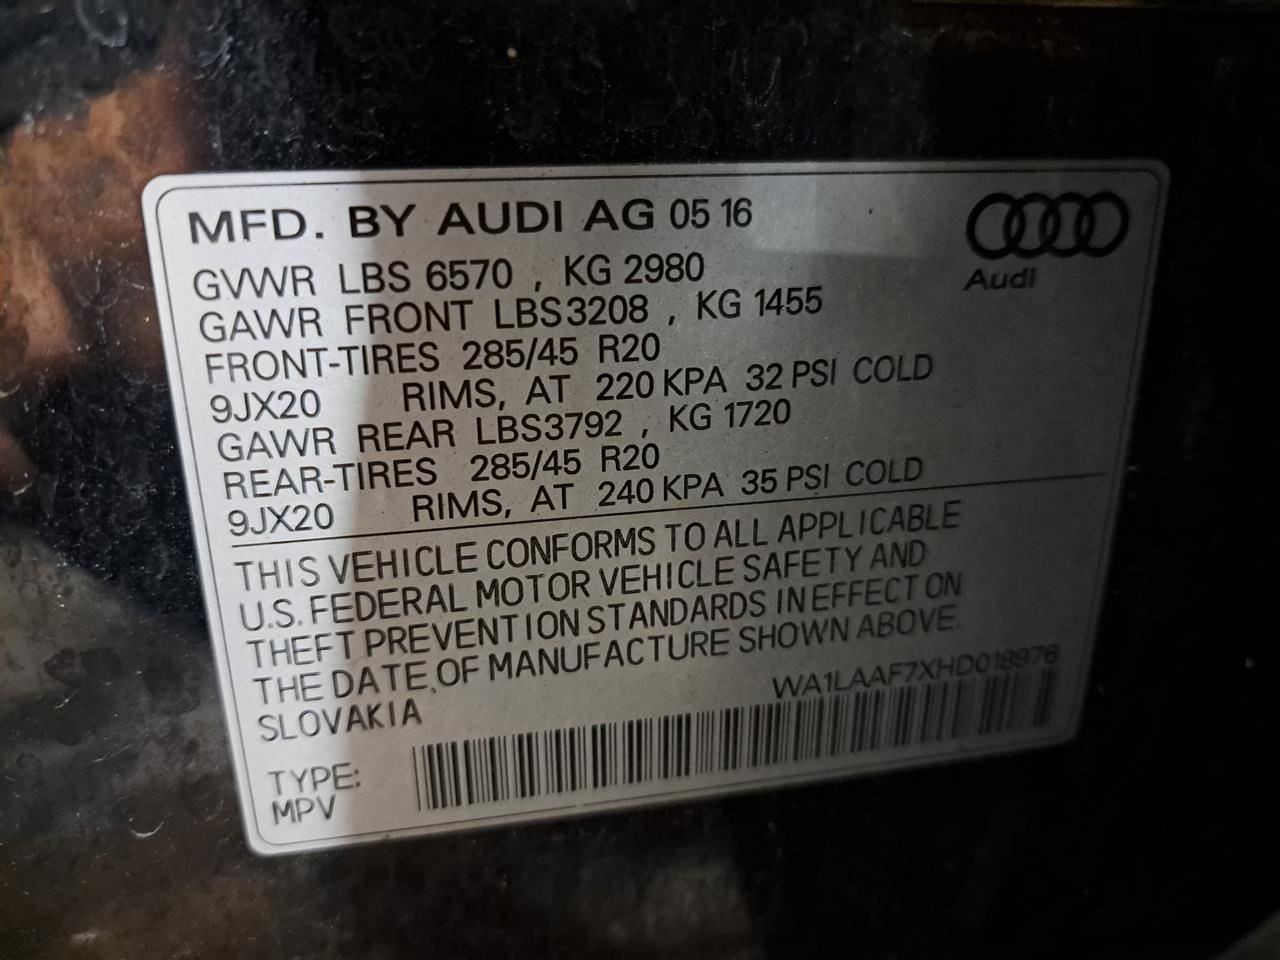 MFD. BY AUDI AG 05 16
Audi
GVWR LBS 6570 , KG 2980
GAWR FRONT LBS3208 , KG 1455
FRONT-TIRES 285/45 R20
9JX20 RIMS, AT 220 KPA 32 PSI COLD
GAWR REAR LBS3792 , KG 1720
REAR-TIRES 285/45 R20
9JX20 RIMS, AT 240 KPA 35 PSI COLD
THIS VEHICLE CONFORMS TO ALL APPLICABLE
U.S. FEDERAL MOTOR VEHICLE SAFETY AND
THEFT PREVENTION STANDARDS IN EFFECT ON
THE DATE OF MANUFACTURE SHOWN ABOVE.
SLOVAKIA
WA1LAAF7XHD018976
TYPE:
MPV